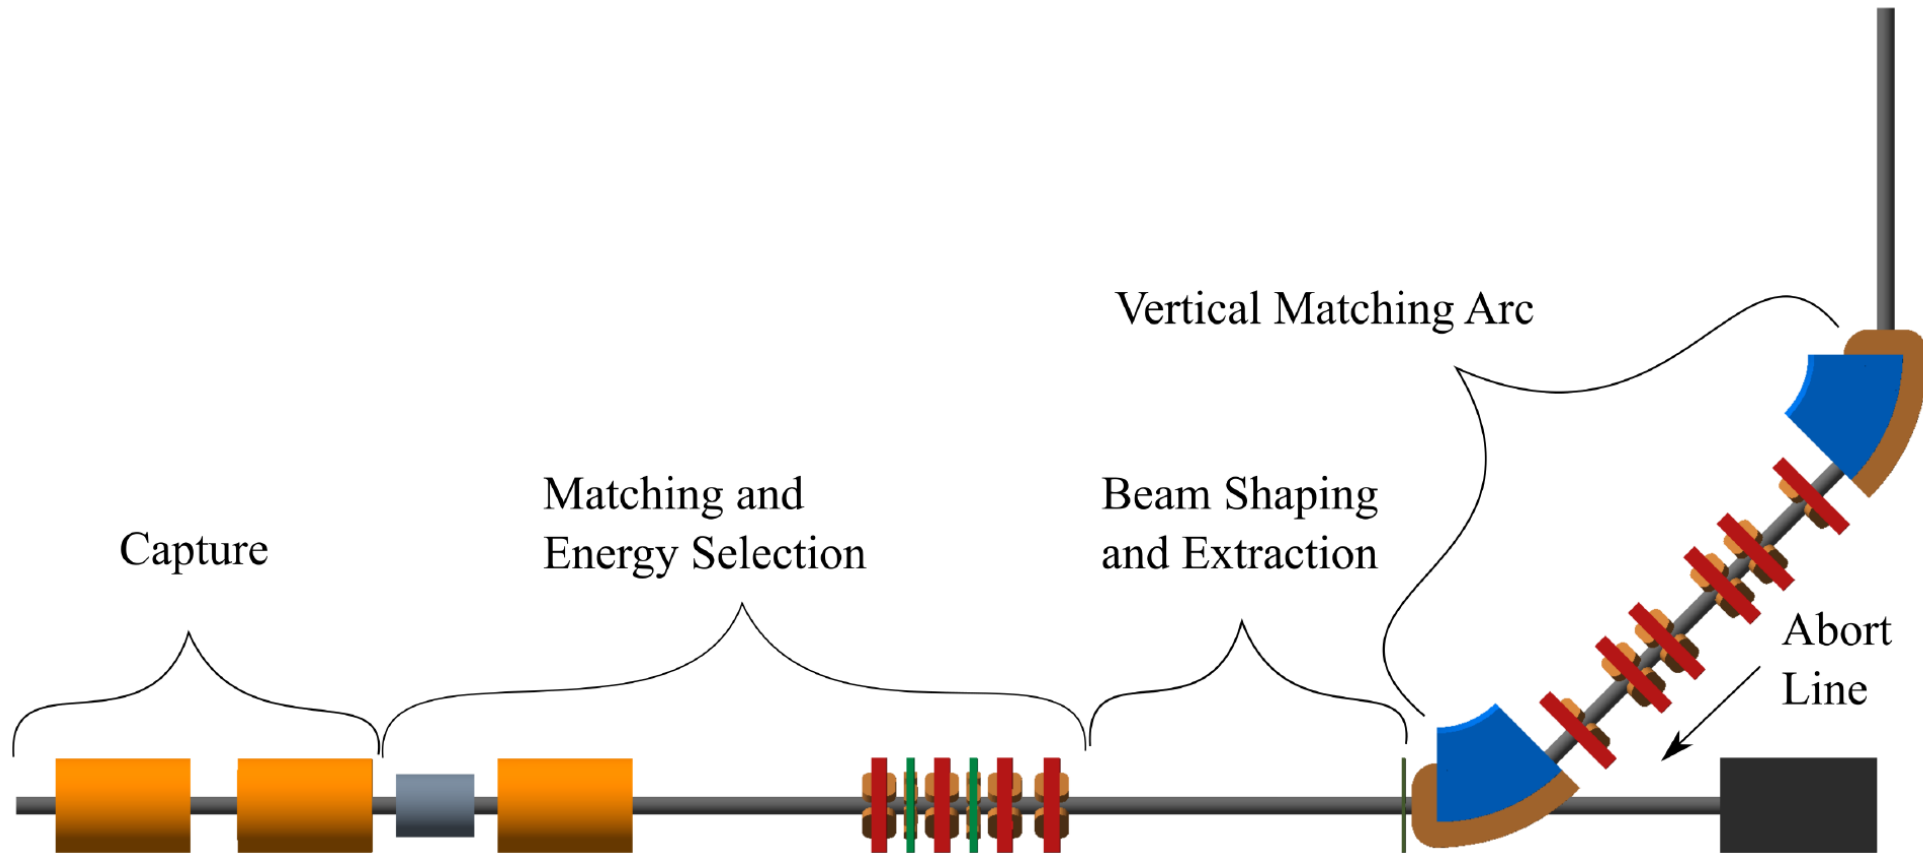 Vertical Matching Arc
Matching and
Energy Selection
Beam Shaping
and Extraction
Capture
Abort
Line